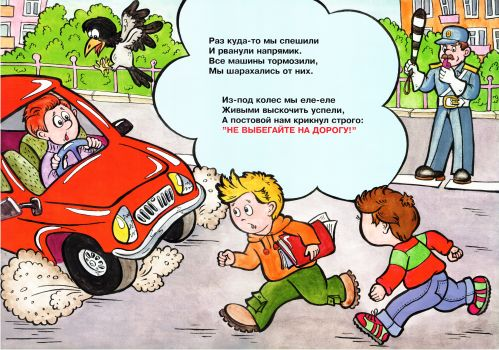 Раз куда-то мы спешили
И рванули напрямик.
Все машины тормозили,
Мы шарахались от них.
Из-под колес мы еле-еле
Живыми выскочить успели,
А постовой нам крикнул строго:
"НЕ ВЫБЕГАЙТЕ НА ДОРОГУ!"